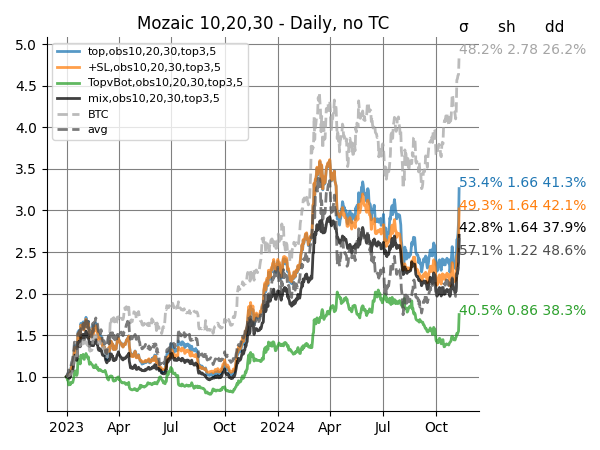 Mozaic 10,20,30 - Daily, no TC
σ sh dd
top,obs10,20,30,top3,5
+SL,obs10,20,30,top3,5
TopvBot,obs10,20,30,top3,5
mix,obs10,20,30,top3,5
BTC
avg
48.2% 2.78 26.2%
53.4% 1.66 41.3%
49.3% 1.64 42.1%
42.8% 1.64 37.9%
57.1% 1.22 48.6%
40.5% 0.86 38.3%
5.0
4.5
4.0
3.5
3.0
2.5
2.0
1.5
1.0
2023 Apr Jul Oct 2024 Apr Jul Oct